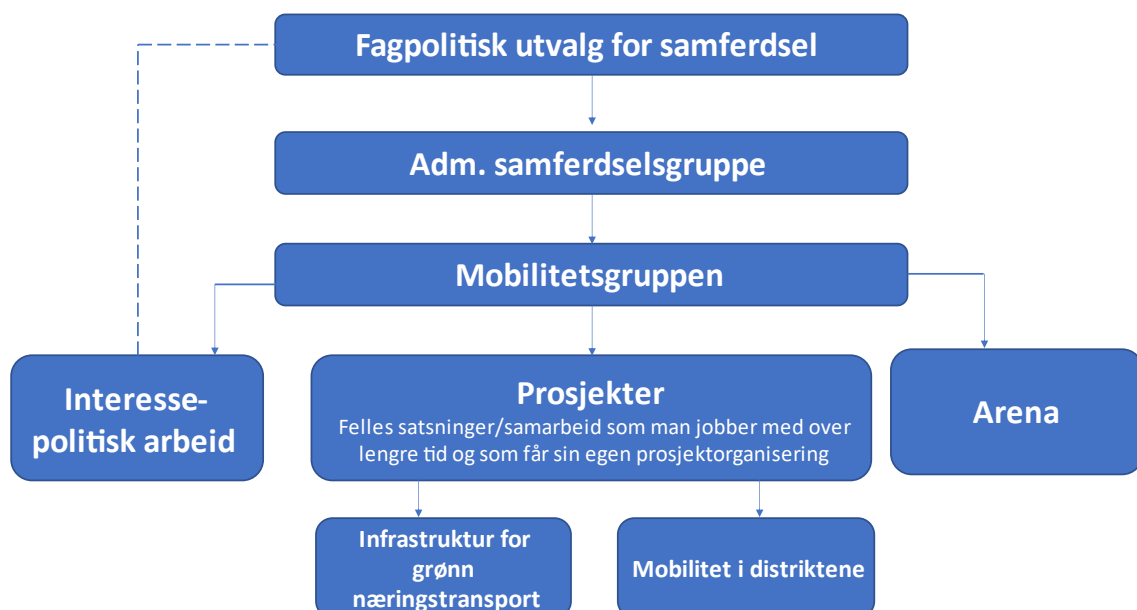 Fagpolitisk utvalg for samferdsel
Adm. samferdselsgruppe
Mobilitetsgruppen
Interesse-
politisk arbeid
Prosjekter
Felles satsninger/samarbeid som man jobber med over
lengre tid og som får sin egen prosjektorganisering
Arena
Infrastruktur for
grønn
næringstransport
Mobilitet i distriktene